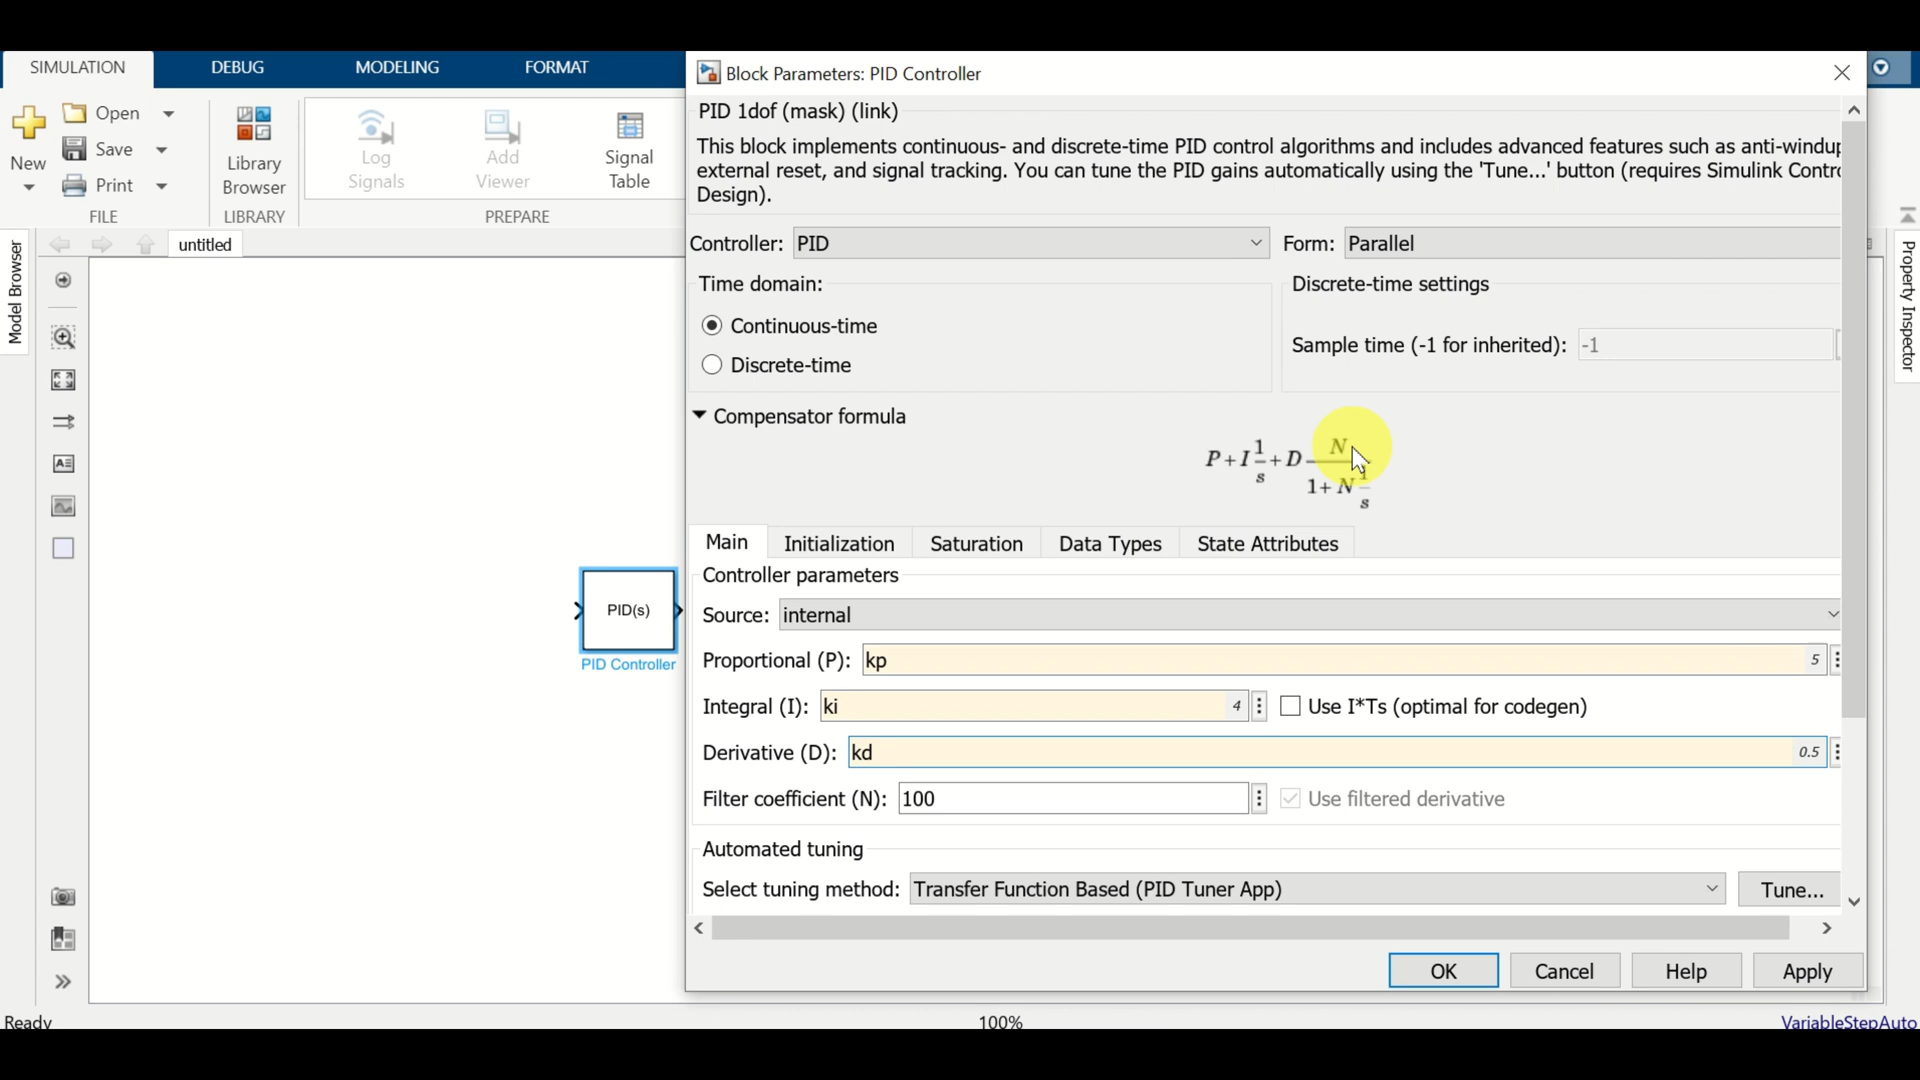 SIMULATION DEBUG MODELING FORMAT
New
Open
Save
Print
FILE
Library
Browser
LIBRARY
Log
Signals
Add
Viewer
Signal
Table
PREPARE
untitled
Model Browser
PID(s)
PID Controller
Block Parameters: PID Controller
PID 1dof (mask) (link)
This block implements continuous- and discrete-time PID control algorithms and includes advanced features such as anti-windup
external reset, and signal tracking. You can tune the PID gains automatically using the 'Tune...' button (requires Simulink Contro
Design).
Controller: PID Form: Parallel
Time domain:
Continuous-time
Discrete-time
Discrete-time settings
Sample time (-1 for inherited): -1
Compensator formula
P+I 1/s +D N/(1+N 1/s)
Main Initialization Saturation Data Types State Attributes
Controller parameters
Source: internal
Proportional (P): kp 5
Integral (I): ki 4 Use I*Ts (optimal for codegen)
Derivative (D): kd 0.5
Filter coefficient (N): 100 Use filtered derivative
Automated tuning
Select tuning method: Transfer Function Based (PID Tuner App) Tune...
OK Cancel Help Apply
Property Inspector
Ready 100% VariableStepAuto